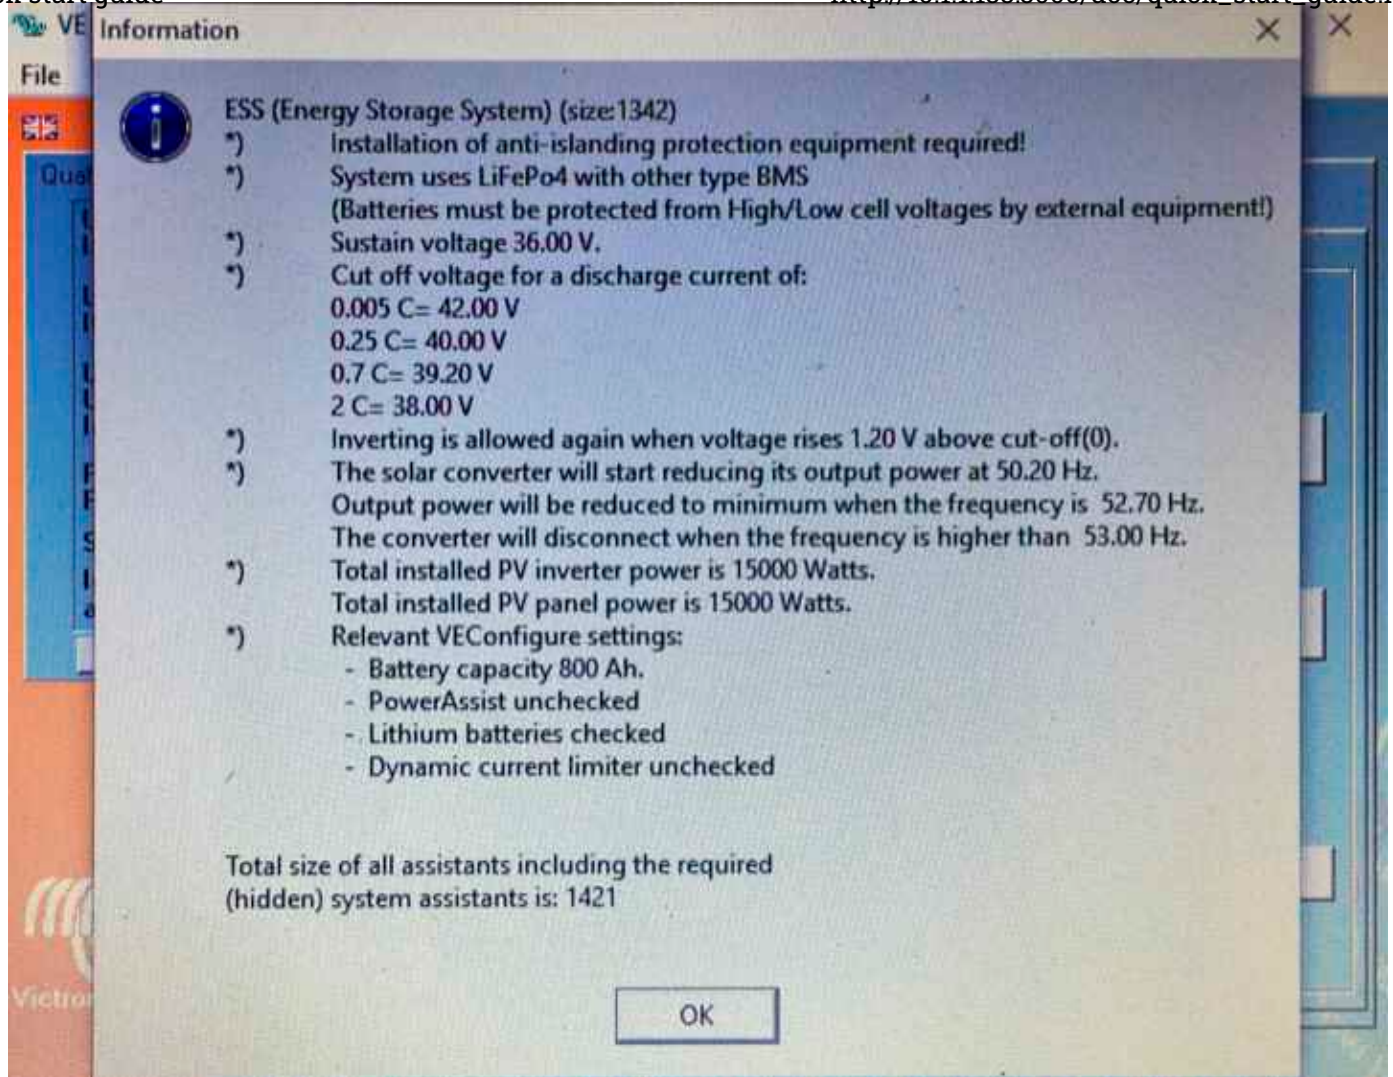 start guide
VE Information
File
ESS (Energy Storage System) (size:1342)
*) Installation of anti-islanding protection equipment required!
*) System uses LiFePo4 with other type BMS
(Batteries must be protected from High/Low cell voltages by external equipment!)
*) Sustain voltage 36.00 V.
*) Cut off voltage for a discharge current of:
0.005 C= 42.00 V
0.25 C= 40.00 V
0.7 C= 39.20 V
2 C= 38.00 V
*) Inverting is allowed again when voltage rises 1.20 V above cut-off(0).
*) The solar converter will start reducing its output power at 50.20 Hz.
Output power will be reduced to minimum when the frequency is 52.70 Hz.
The converter will disconnect when the frequency is higher than 53.00 Hz.
*) Total installed PV inverter power is 15000 Watts.
Total installed PV panel power is 15000 Watts.
*) Relevant VEConfigure settings:
- Battery capacity 800 Ah.
- PowerAssist unchecked
- Lithium batteries checked
- Dynamic current limiter unchecked
Total size of all assistants including the required
(hidden) system assistants is: 1421
OK